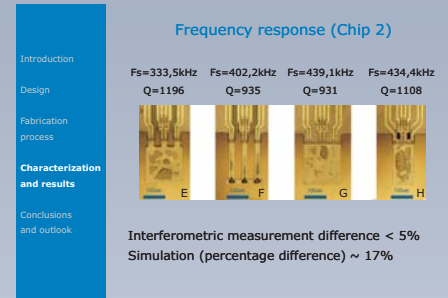 Frequency response (Chip 2)
Introduction
Design
Fabrication
process
Characterization
and results
Conclusions
and outlook
Fs=333,5kHz Fs=402,2kHz Fs=439,1kHz Fs=434,4kHz
Q=1196 Q=935 Q=931 Q=1108
E F G H
Interferometric measurement difference < 5%
Simulation (percentage difference) ~ 17%